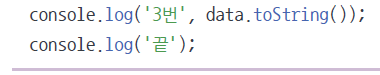 console.log('3번', data.toString());
console.log('끝');